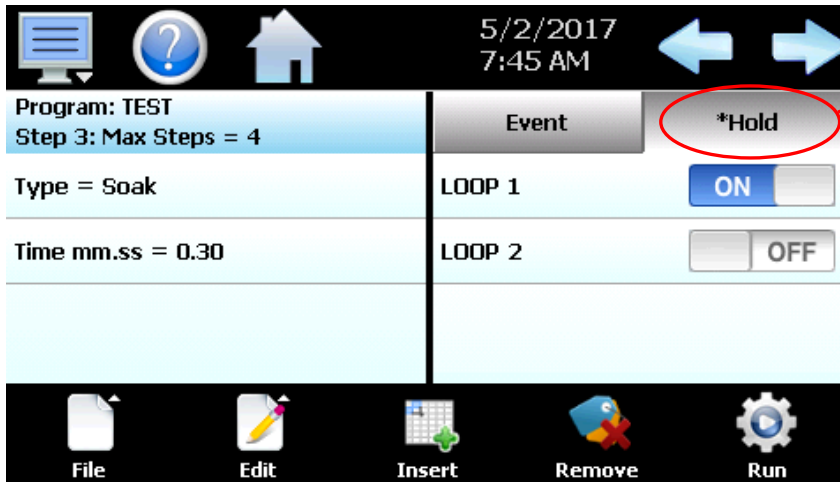 ?
5/2/2017
7:45 AM
Program: TEST
Step 3: Max Steps = 4
Event
*Hold
Type = Soak
LOOP 1
ON
Time mm.ss = 0.30
LOOP 2
OFF
File
Edit
Insert
Remove
Run